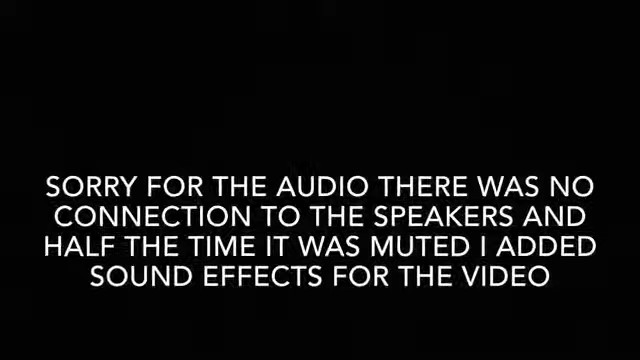 SORRY FOR THE AUDIO THERE WAS NO
CONNECTION TO THE SPEAKERS AND
HALF THE TIME IT WAS MUTED I ADDED
SOUND EFFECTS FOR THE VIDEO